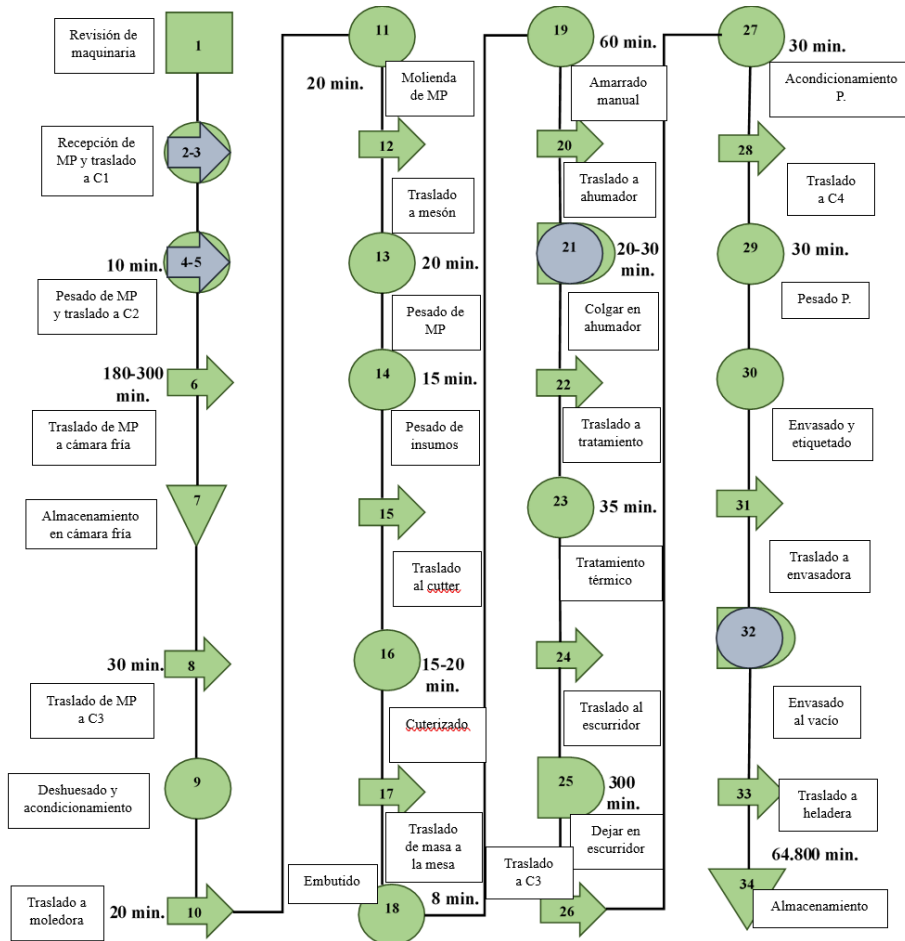 Revisión de
maquinaria
1
Recepción de
MP y traslado
a C1
2-3
10 min.
4-5
Pesado de MP
y traslado a C2
180-300
min.
6
Traslado de MP
a cámara fría
7
Almacenamiento
en cámara fría
30 min.
8
Traslado de MP
a C3
9
Deshuesado y
acondicionamiento
Traslado a
moledora
20 min.
10
11
20 min.
Molienda
de MP
12
Traslado
a mesón
13
20 min.
Pesado de
MP
14
15 min.
Pesado de
insumos
15
Traslado
al cutter
16
15-20
min.
Cuterizado
17
Traslado
de masa a
la mesa
Embutido
18
8 min.
19
60 min.
Amarrado
manual
20
Traslado a
ahumador
21
20-30
min.
Colgar en
ahumador
22
Traslado a
tratamiento
23
35 min.
Tratamiento
térmico
24
Traslado al
escurridor
25
300
min.
Dejar en
escurridor
Traslado
a C3
26
27
30 min.
Acondicionamiento
P.
28
Traslado
a C4
29
30 min.
Pesado P.
30
Envasado y
etiquetado
31
Traslado a
envasadora
32
Envasado
al vacío
33
Traslado a
heladera
64.800 min.
34
Almacenamiento